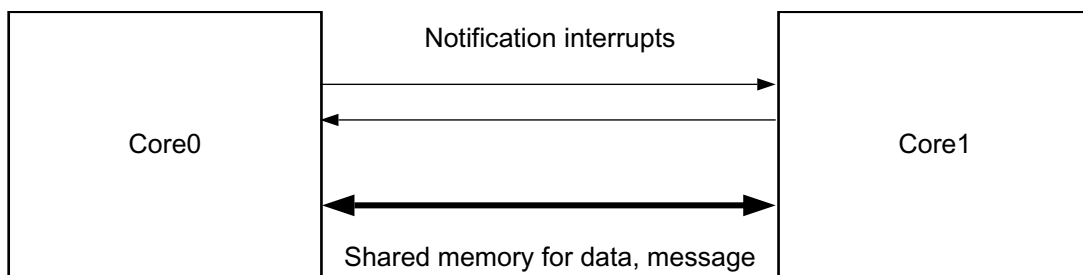 Notification interrupts
Core0
Core1
Shared memory for data, message